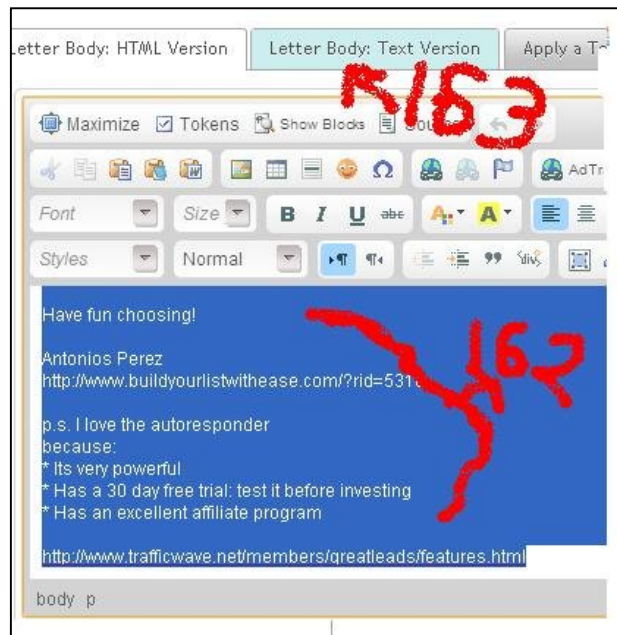 Letter Body: HTML Version Letter Body: Text Version Apply a
163
Maximize Tokens Show Blocks
AdTr
Font Size B I U abc A A
Styles Normal div
Have fun choosing!
Antonios Perez
http://www.buildyourlistwithease.com/?rid=531
162
p.s. I love the autoresponder
because:
* Its very powerful
* Has a 30 day free trial: test it before investing
* Has an excellent affiliate program
http://www.trafficwave.net/members/greatleads/features.html
body p